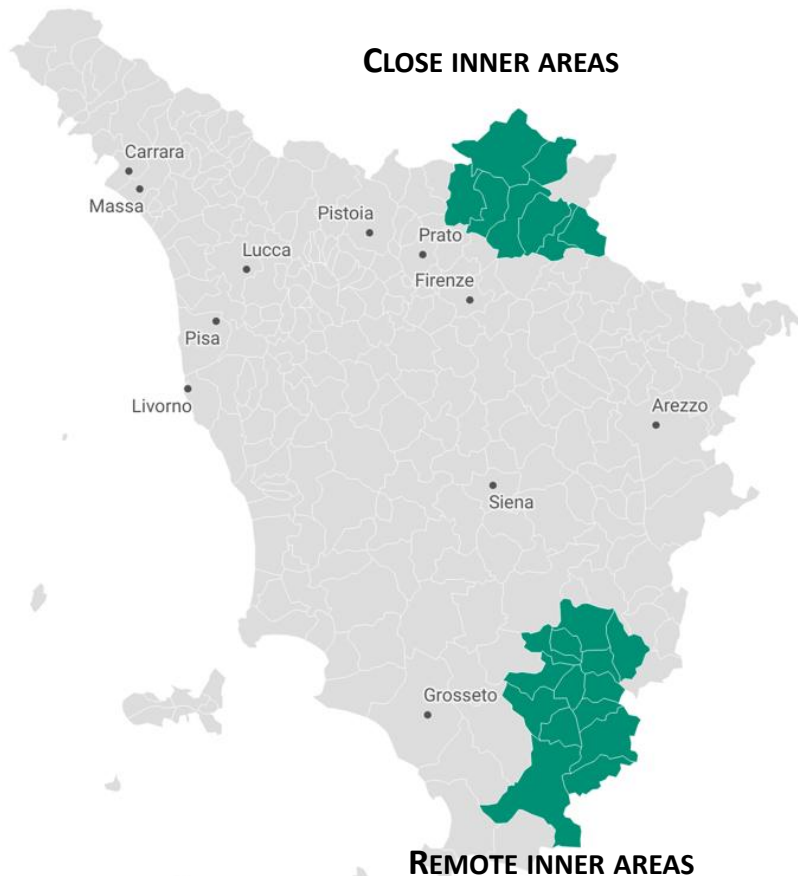 CLOSE INNER AREAS
Carrara
Massa
Pistoia
Prato
Lucca
Firenze
Pisa
Livorno
Arezzo
Siena
Grosseto
REMOTE INNER AREAS